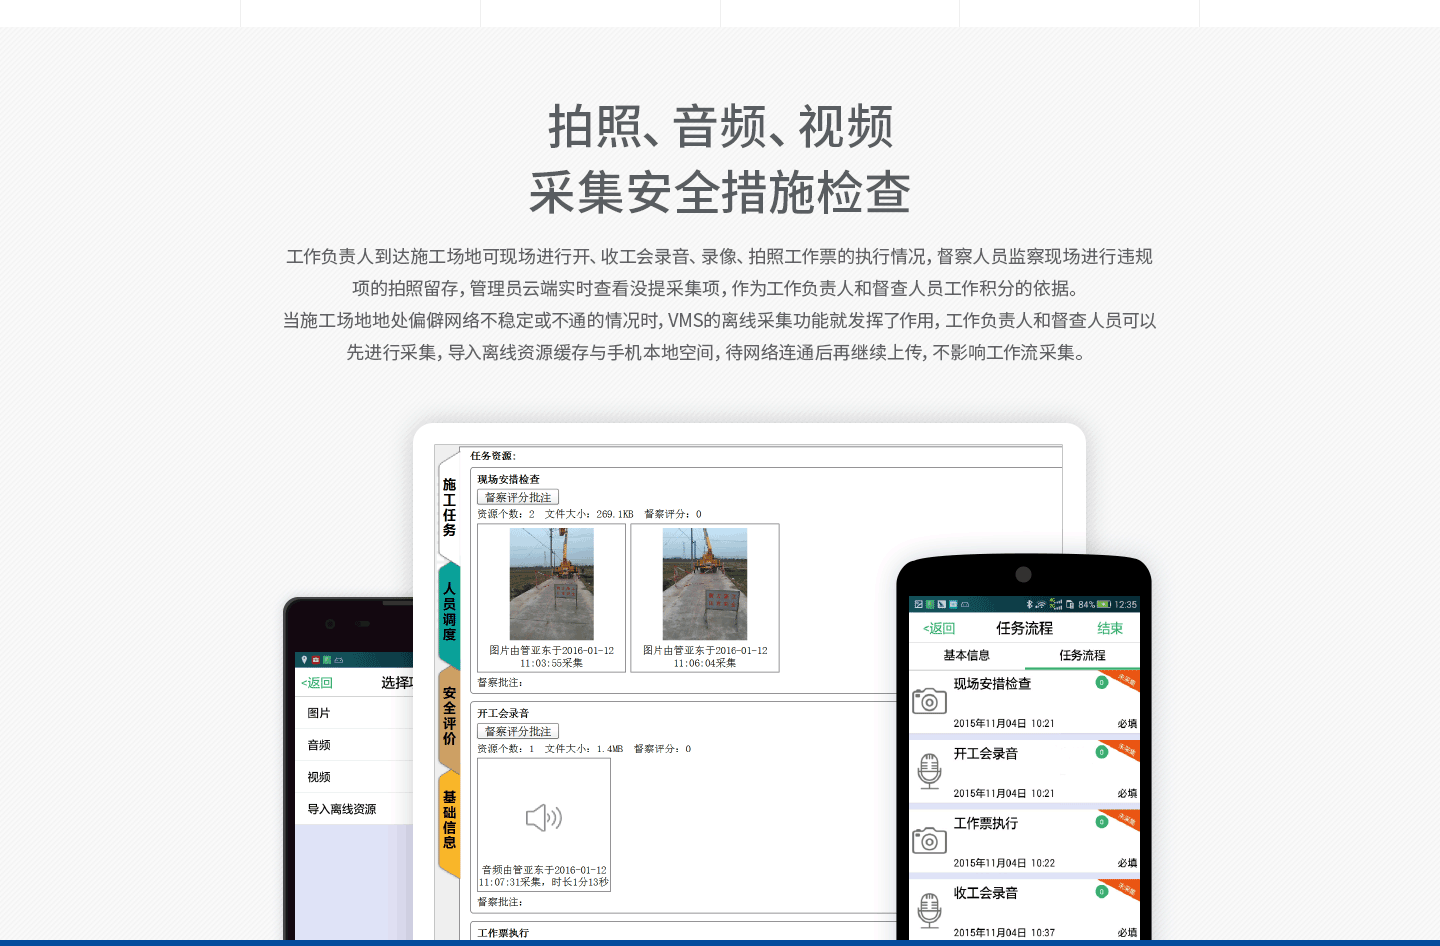 拍照、音频、视频
采集安全措施检查
工作负责人到达施工场地可现场进行开、收工会录音、录像、拍照工作票的执行情况，督察人员监察现场进行违规
项的拍照留存，管理员云端实时查看没提采集项，作为工作负责人和督查人员工作积分的依据。
当施工场地地处偏僻网络不稳定或不通的情况时，VMS的离线采集功能就发挥了作用，工作负责人和督查人员可以
先进行采集，导入离线资源缓存与手机本地空间，待网络连通后再继续上传，不影响工作流采集。
施工任务
人员调度
安全评价
基础信息
任务资源：
现场安措检查
督察评分批注
资源个数：2 文件大小：269.1KB 督察评分：0
图片由管亚东于2016-01-12
11:03:55采集
图片由管亚东于2016-01-12
11:06:04采集
督察批注：
开工会录音
督察评分批注
资源个数：1 文件大小：1.4MB 督察评分：0
音频由管亚东于2016-01-12
11:07:31采集，时长1分13秒
督察批注：
工作票执行
<返回
选择项
图片
音频
视频
导入离线资源
84% 12:35
<返回 任务流程 结束
基本信息 任务流程
现场安措检查 0 未采集
2015年11月04日 10:21 必填
开工会录音 0 未采集
2015年11月04日 10:21 必填
工作票执行 0 未采集
2015年11月04日 10:22 必填
收工会录音 0 未采集
2015年11月04日 10:37 必填